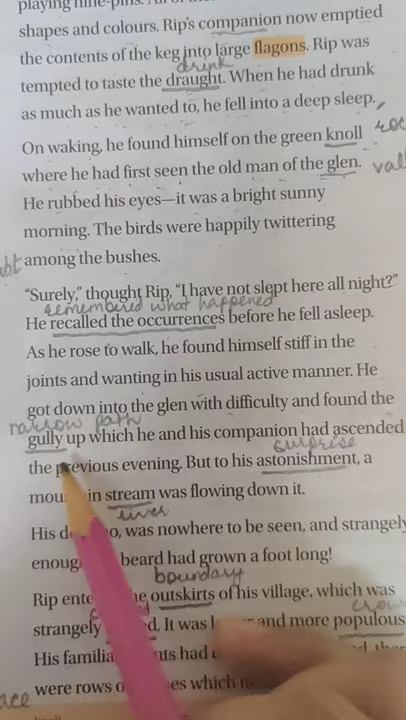 playing nine-pins.
shapes and colours. Rip's companion now emptied
the contents of the keg into large flagons. Rip was
drink
tempted to taste the draught. When he had drunk
as much as he wanted to, he fell into a deep sleep.
On waking, he found himself on the green knoll
where he had first seen the old man of the glen.
He rubbed his eyes—it was a bright sunny
morning. The birds were happily twittering
among the bushes.
"Surely," thought Rip, "I have not slept here all night?"
remembered what happened
He recalled the occurrences before he fell asleep.
As he rose to walk, he found himself stiff in the
joints and wanting in his usual active manner. He
got down into the glen with difficulty and found the
narrow path
gully up which he and his companion had ascended
surprise
the previous evening. But to his astonishment, a
stream was flowing down it.
river
His was nowhere to be seen, and strangely
beard had grown a foot long!
boundary
Rip outskirts of his village, which was
strangely It was and more populous
His had
were rows which